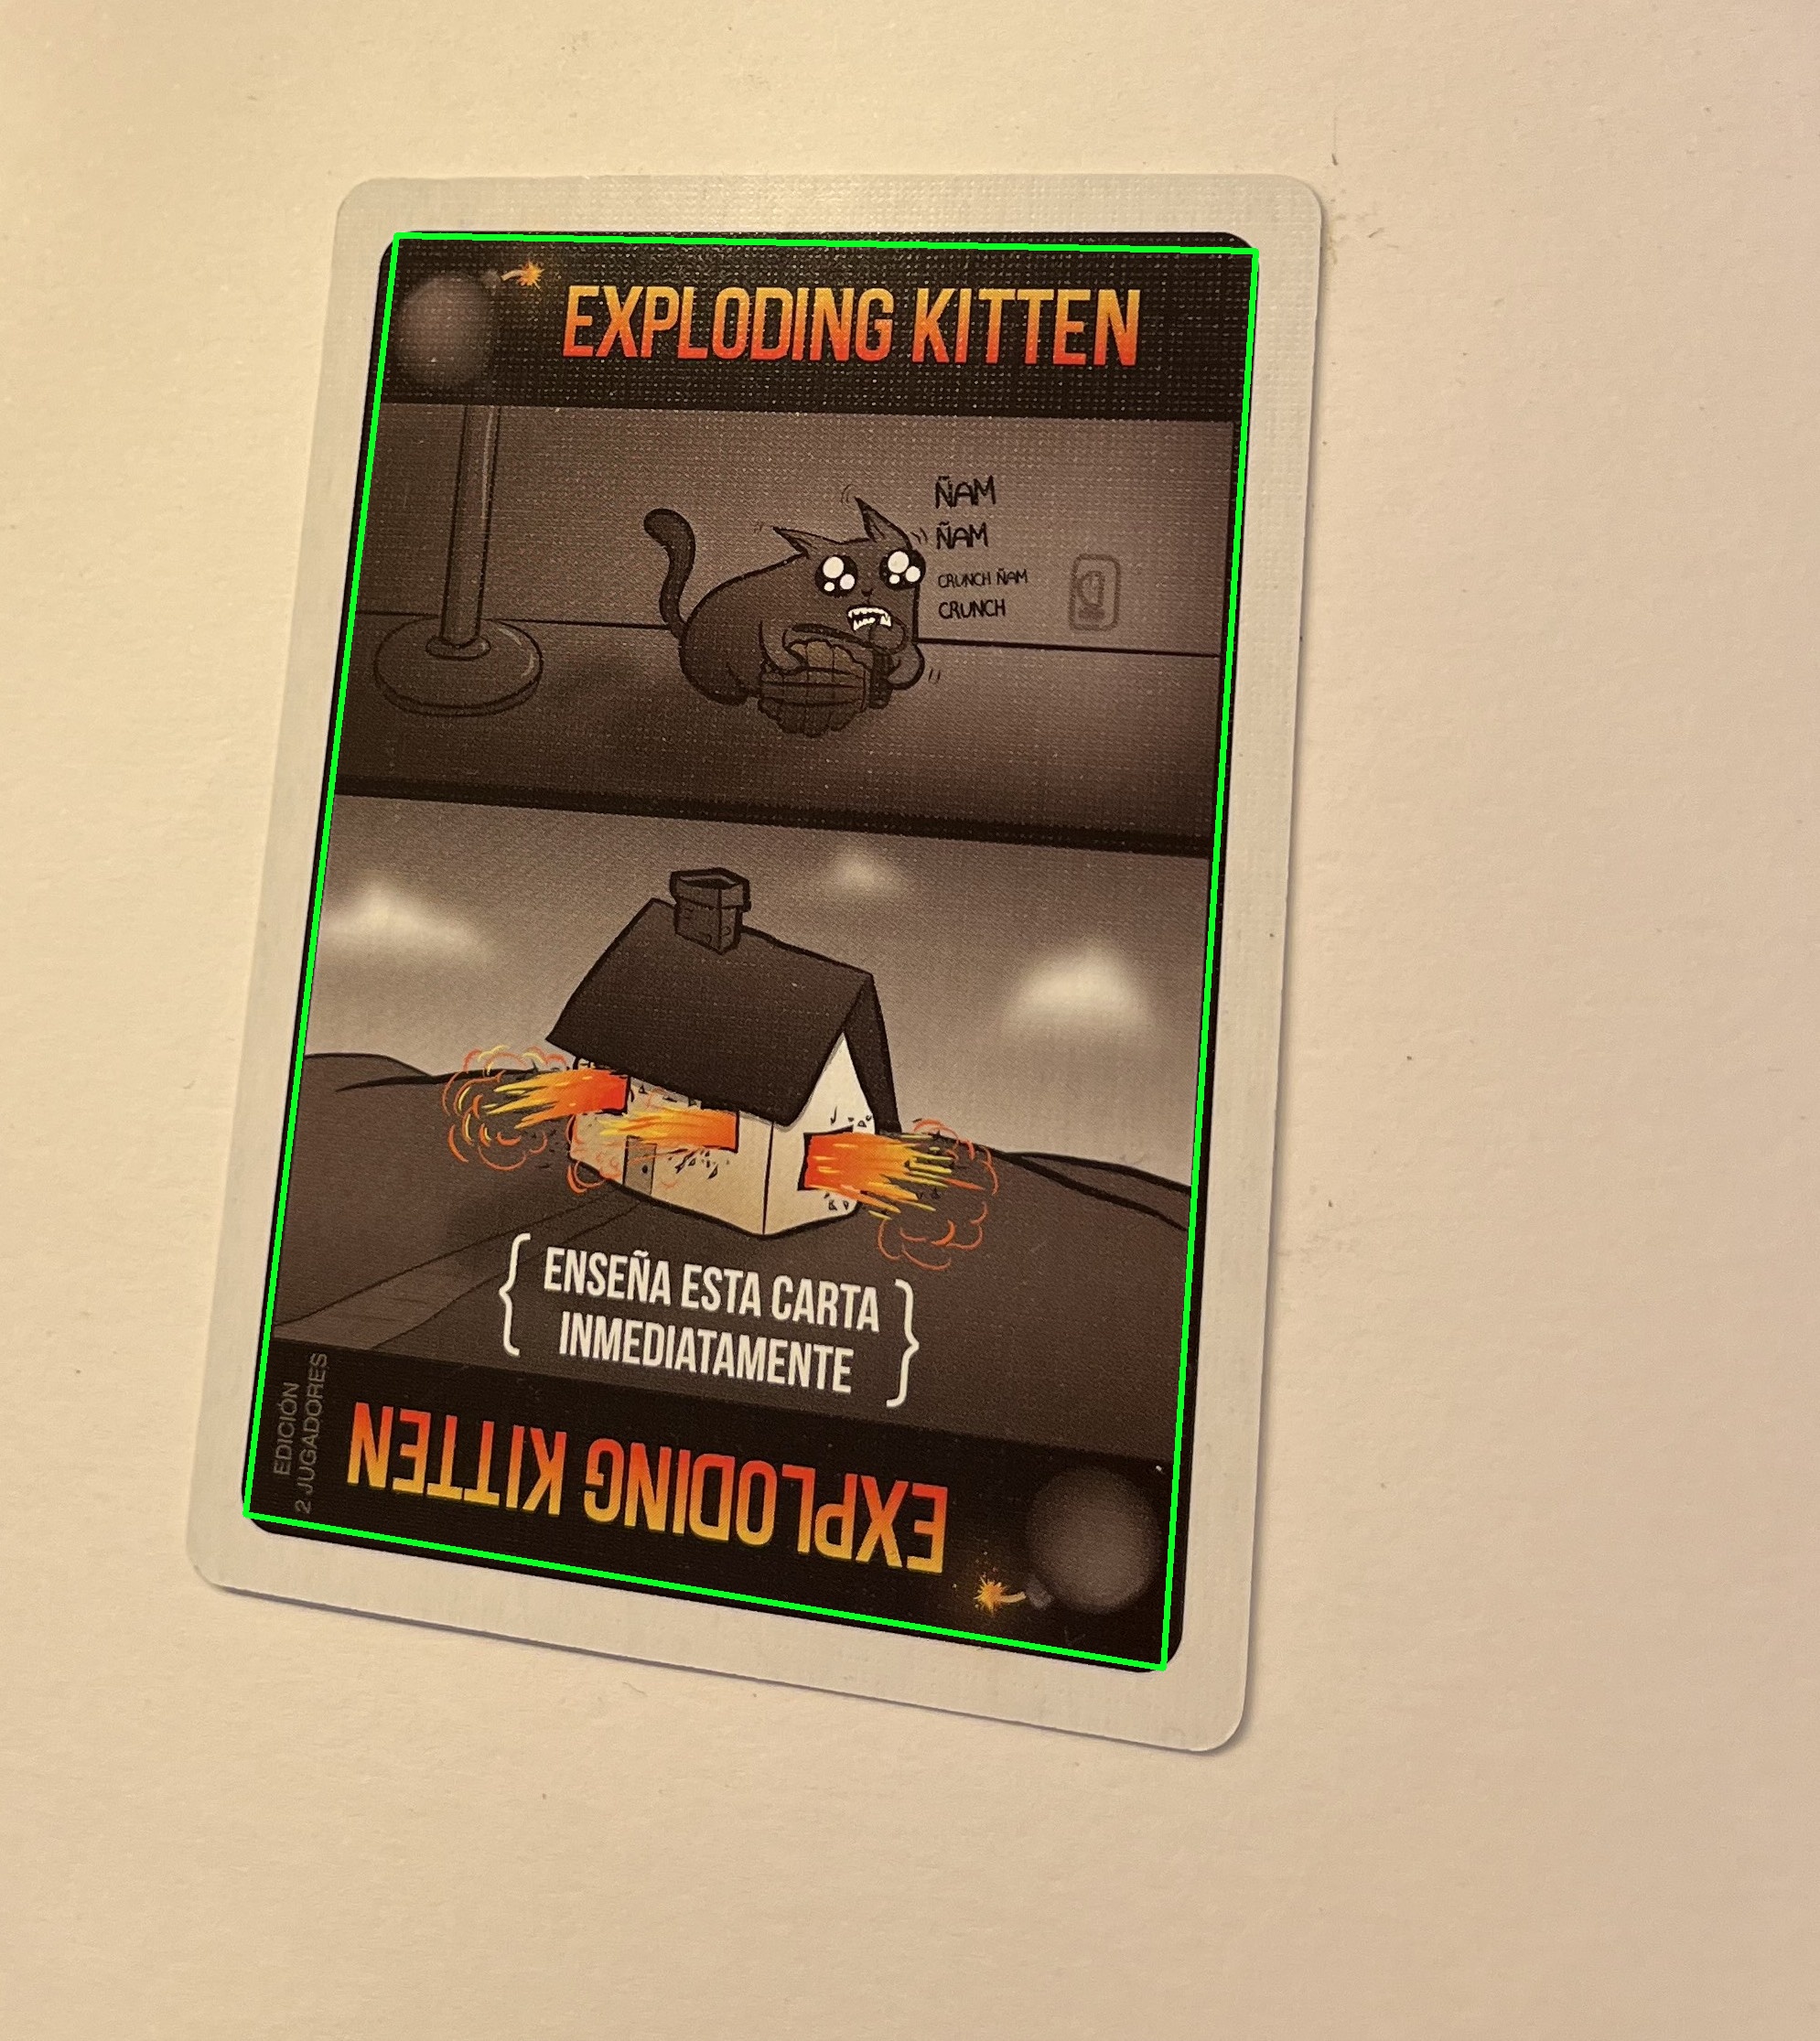 EXPLODING KITTEN
ÑAM
ÑAM
CRUNCH ÑAM
CRUNCH
{ ENSEÑA ESTA CARTA
INMEDIATAMENTE }
EDICIÓN
2 JUGADORES
EXPLODING KITTEN